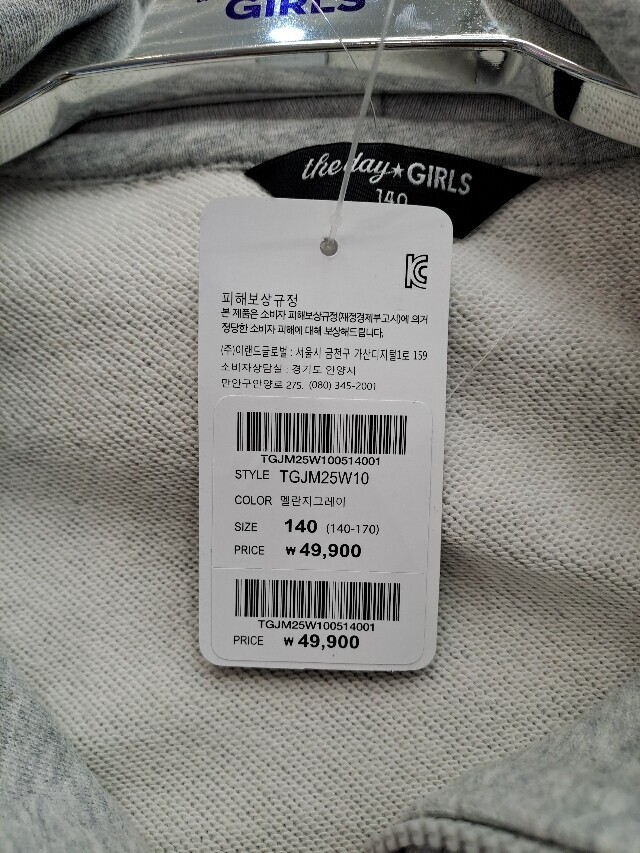 GIRLS
the day★GIRLS
140
KC
피해보상규정
본 제품은 소비자 피해보상규정(재정경제부고시)에 의거
정당한 소비자 피해에 대해 보상해드립니다.
(주)이랜드글로벌 : 서울시 금천구 가산디지털1로 159
소비자상담실 : 경기도 안양시
만안구안양로 275. (080) 345-2001
TGJM25W100514001
STYLE TGJM25W10
COLOR 멜란지그레이
SIZE 140 (140-170)
PRICE ₩49,900
TGJM25W100514001
PRICE ₩49,900